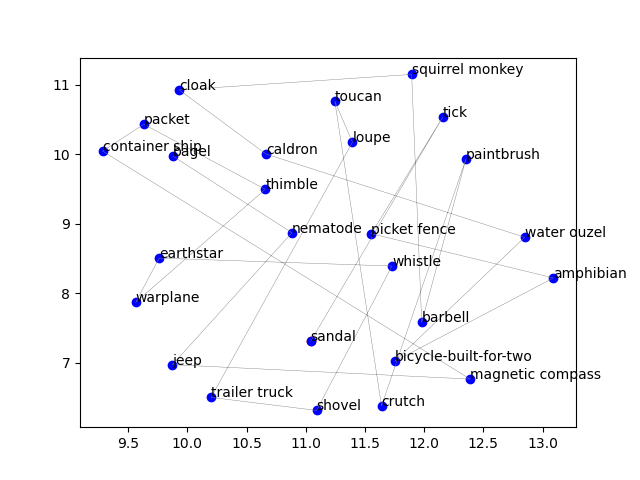 squirrel monkey
11
cloak
toucan
tick
packet
loupe
container ship
bagel
caldron
paintbrush
10
thimble
nematode
picket fence
water ouzel
9
earthstar
whistle
amphibian
8
warplane
barbell
sandal
bicycle-built-for-two
7
jeep
magnetic compass
trailer truck
shovel
crutch
9.5 10.0 10.5 11.0 11.5 12.0 12.5 13.0